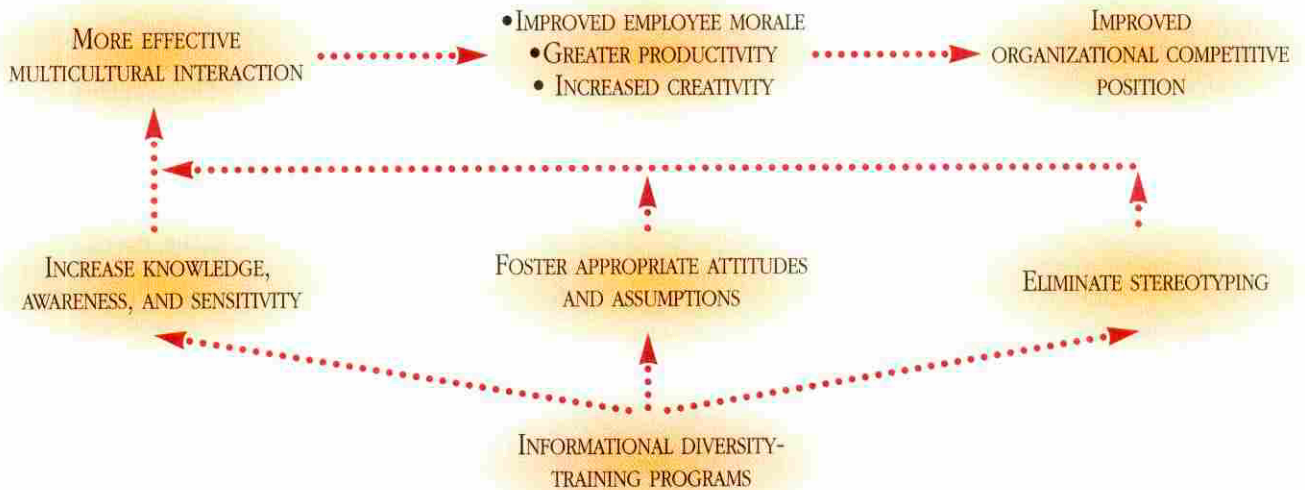 MORE EFFECTIVE
MULTICULTURAL INTERACTION
•IMPROVED EMPLOYEE MORALE
•GREATER PRODUCTIVITY
• INCREASED CREATIVITY
IMPROVED
ORGANIZATIONAL COMPETITIVE
POSITION
INCREASE KNOWLEDGE,
AWARENESS, AND SENSITIVITY
FOSTER APPROPRIATE ATTITUDES
AND ASSUMPTIONS
ELIMINATE STEREOTYPING
INFORMATIONAL DIVERSITY-
TRAINING PROGRAMS